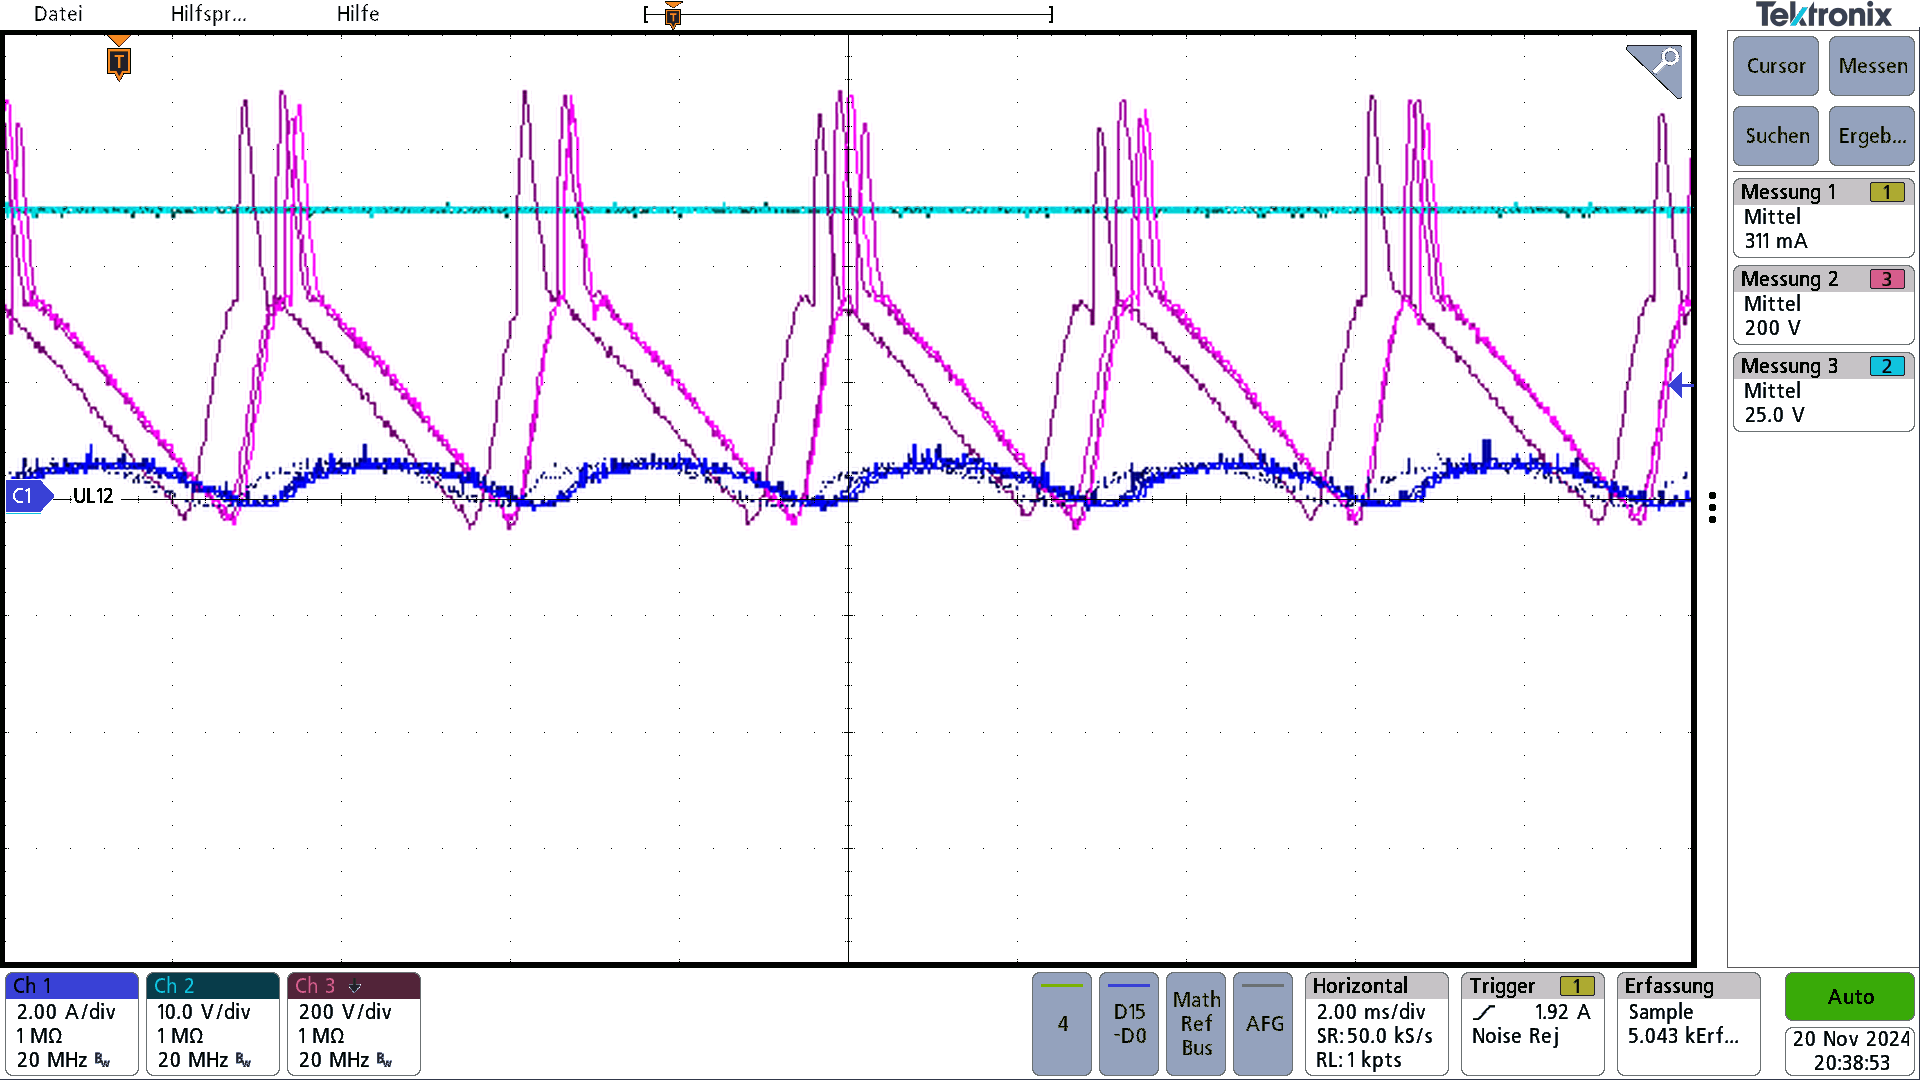 Datei Hilfspr... Hilfe
T
Tektronix
T
Cursor Messen
Suchen Ergeb...
Messung 1 1
Mittel
311 mA
Messung 2 3
Mittel
200 V
Messung 3 2
Mittel
25.0 V
C1 UL12
Ch 1
2.00 A/div
1 MΩ
20 MHz Bw
Ch 2
10.0 V/div
1 MΩ
20 MHz Bw
Ch 3
200 V/div
1 MΩ
20 MHz Bw
4
D15
-D0
Math
Ref
Bus
AFG
Horizontal
2.00 ms/div
SR:50.0 kS/s
RL:1 kpts
Trigger 1
1.92 A
Noise Rej
Erfassung
Sample
5.043 kErf...
Auto
20 Nov 2024
20:38:53